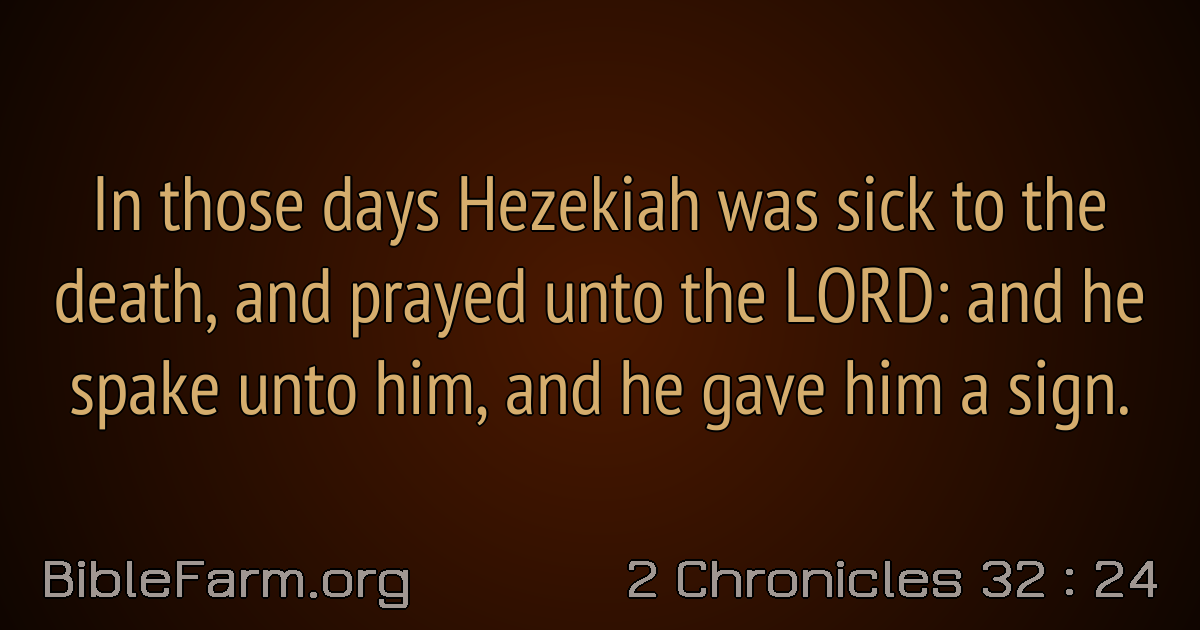 In those days Hezekiah was sick to the
death, and prayed unto the LORD: and he
spake unto him, and he gave him a sign.
BibleFarm.org
2 Chronicles 32 : 24